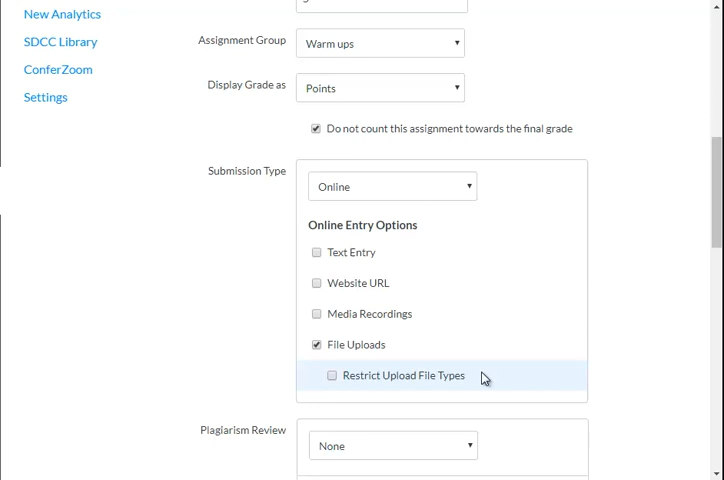 New Analytics
SDCC Library
ConferZoom
Settings
Assignment Group
Warm ups
Display Grade as
Points
Do not count this assignment towards the final grade
Submission Type
Online
Online Entry Options
Text Entry
Website URL
Media Recordings
File Uploads
Restrict Upload File Types
Plagiarism Review
None